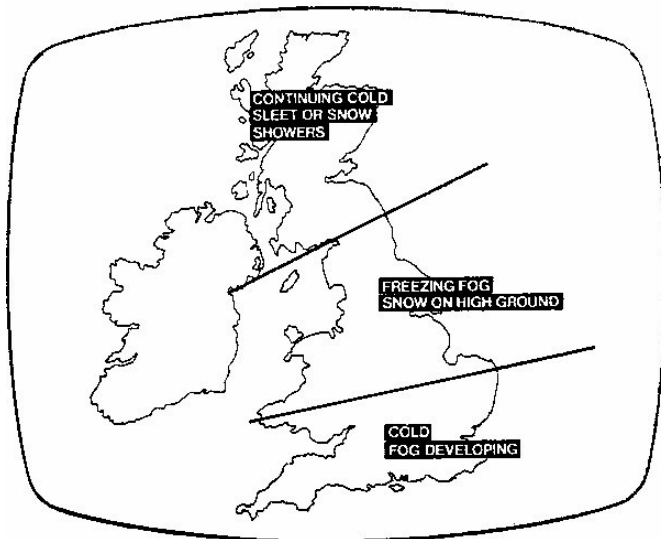 CONTINUING COLD
SLEET OR SNOW
SHOWERS
FREEZING FOG
SNOW ON HIGH GROUND
COLD
FOG DEVELOPING